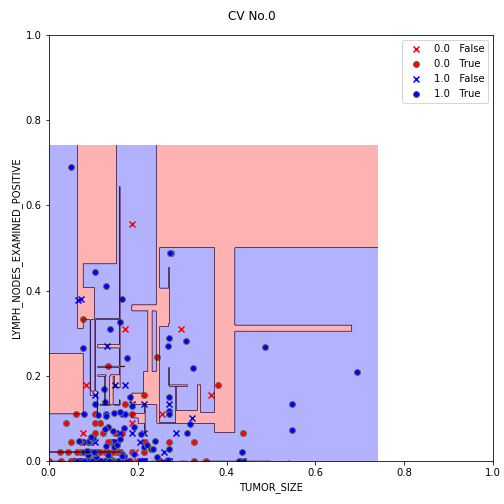 CV No.0
1.0
0.8
0.6
0.4
0.2
0.0
LYMPH_NODES_EXAMINED_POSITIVE
0.0 False
0.0 True
1.0 False
1.0 True
0.0 0.2 0.4 0.6 0.8 1.0
TUMOR_SIZE